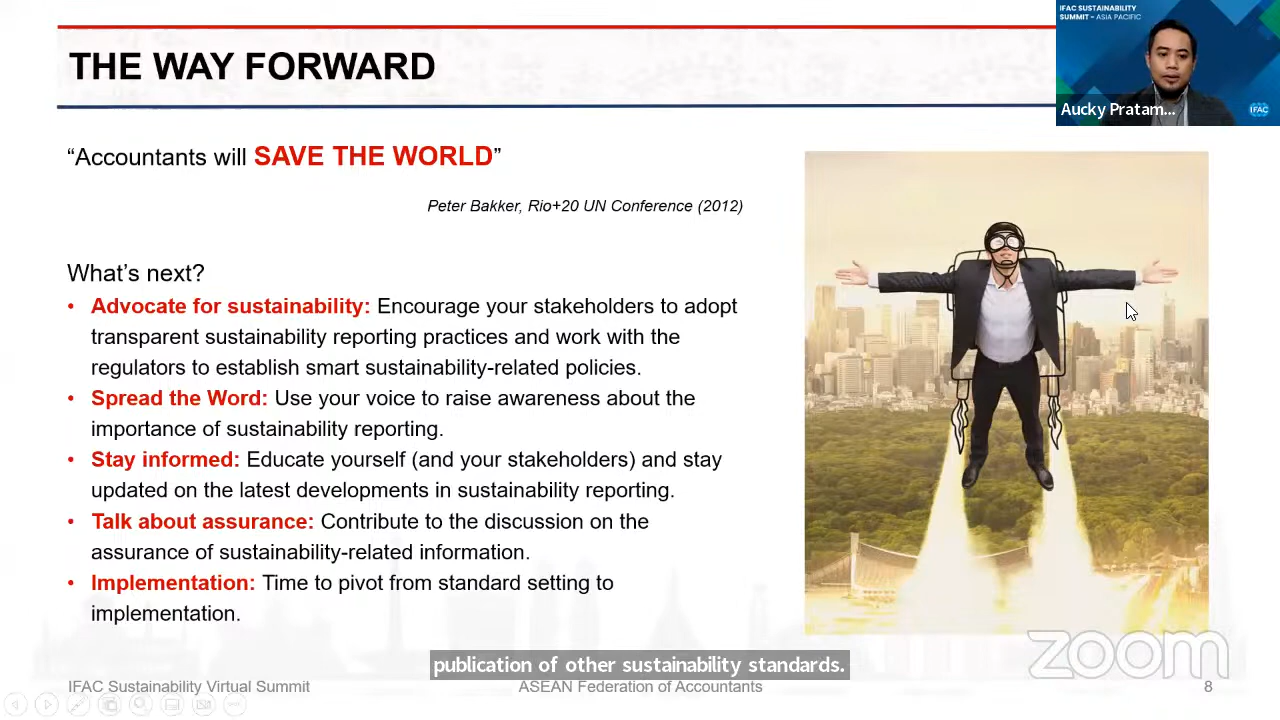 IFAC SUSTAINABILITY
SUMMIT - ASIA PACIFIC
THE WAY FORWARD
Aucky Pratam...
IFAC
“Accountants will SAVE THE WORLD”
Peter Bakker, Rio+20 UN Conference (2012)
What’s next?
• Advocate for sustainability: Encourage your stakeholders to adopt
transparent sustainability reporting practices and work with the
regulators to establish smart sustainability-related policies.
• Spread the Word: Use your voice to raise awareness about the
importance of sustainability reporting.
• Stay informed: Educate yourself (and your stakeholders) and stay
updated on the latest developments in sustainability reporting.
• Talk about assurance: Contribute to the discussion on the
assurance of sustainability-related information.
• Implementation: Time to pivot from standard setting to
implementation.
zoom
publication of other sustainability standards.
IFAC Sustainability Virtual Summit
ASEAN Federation of Accountants
8